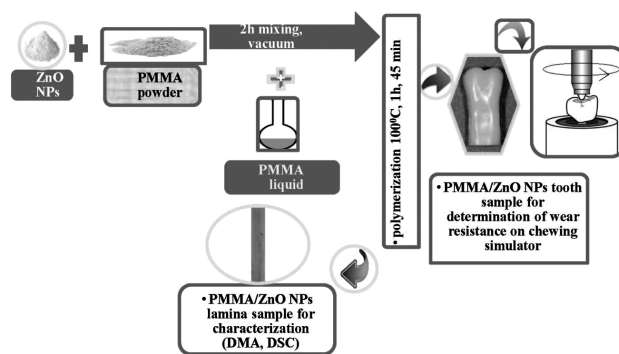 2h mixing,
vacuum
ZnO
NPs
PMMA
powder
PMMA
liquid
• polymerization 100⁰C, 1h, 45 min
• PMMA/ZnO NPs tooth
sample for
determination of wear
resistance on chewing
simulator
• PMMA/ZnO NPs
lamina sample for
characterization
(DMA, DSC)